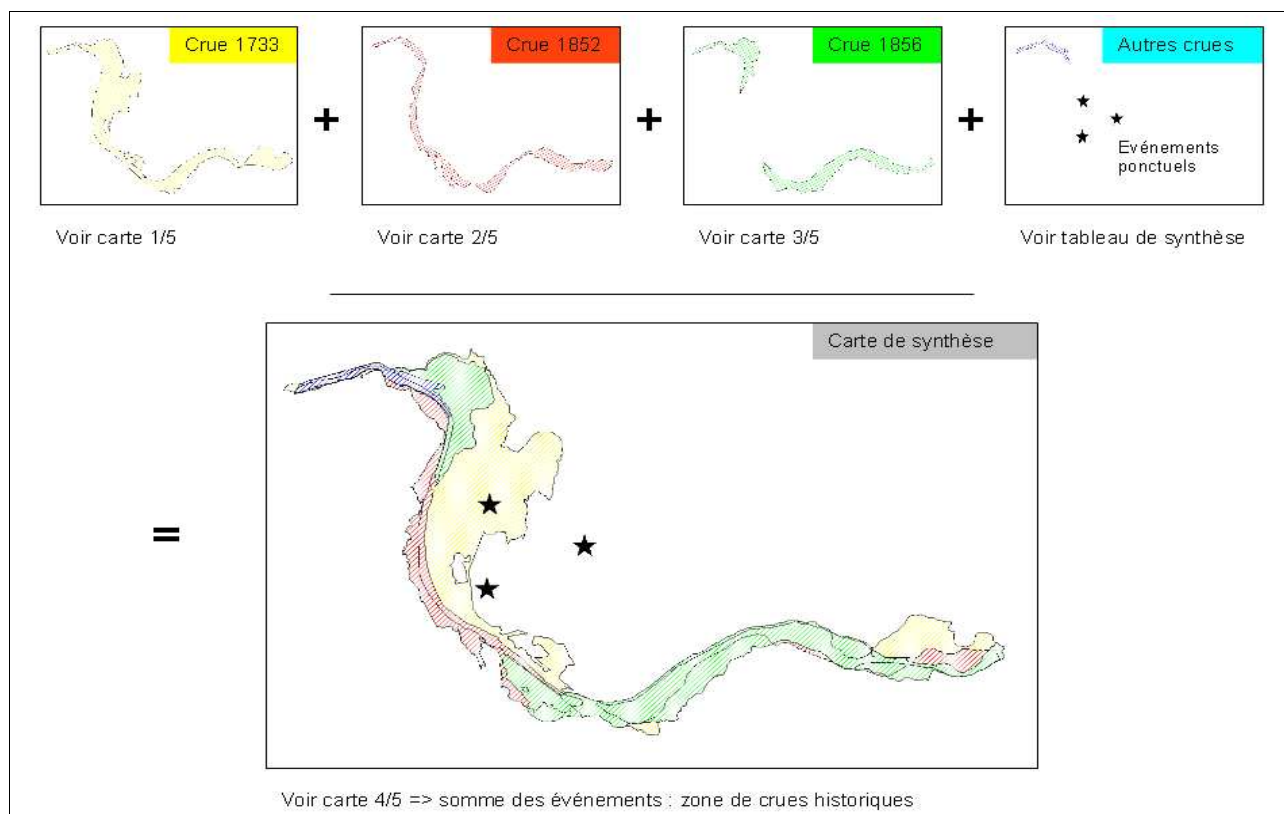 Crue 1733
Crue 1852
Crue 1856
Autres crues
+
+
+
Evénements
ponctuels
Voir carte 1/5
Voir carte 2/5
Voir carte 3/5
Voir tableau de synthèse
Carte de synthèse
=
Voir carte 4/5 => somme des événements : zone de crues historiques